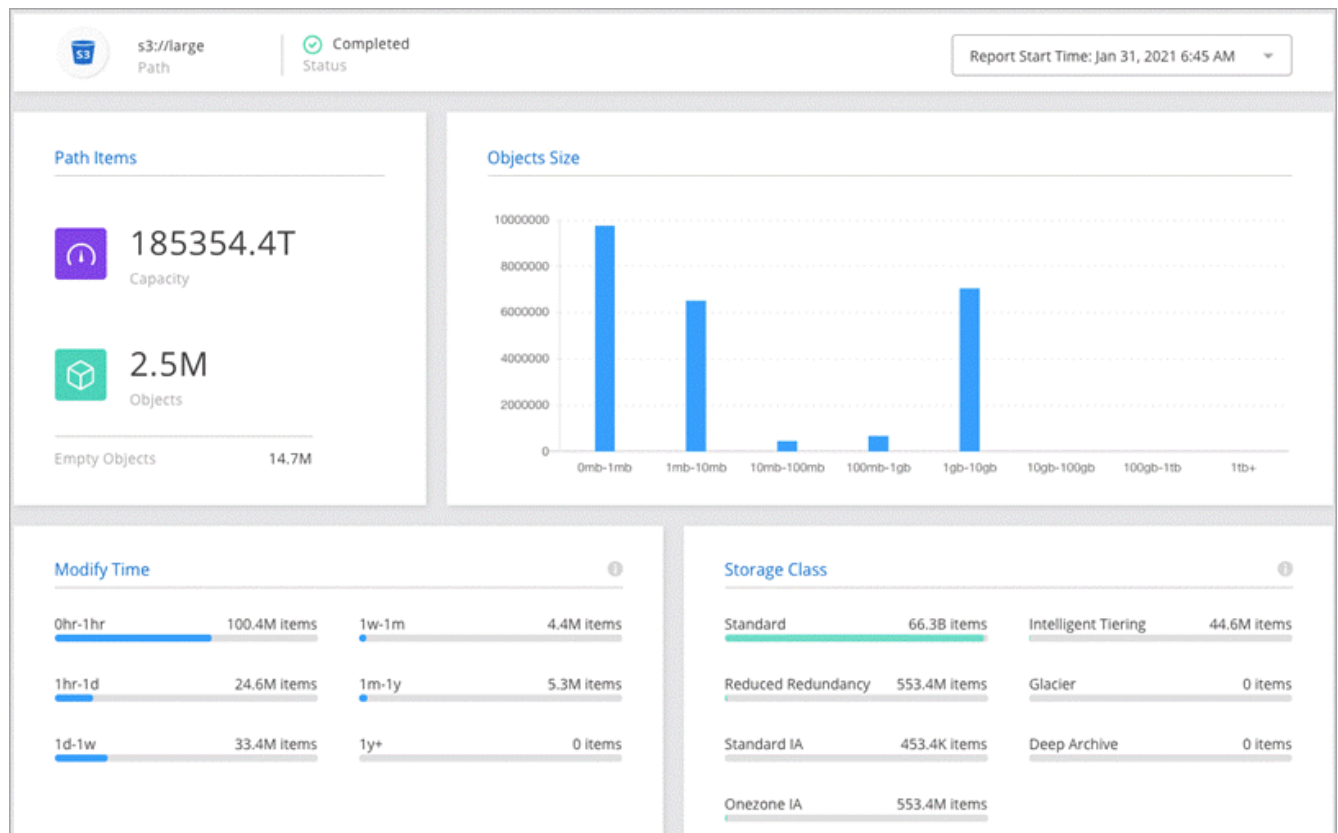 S3
s3://large
Path
Completed
Status
Report Start Time: Jan 31, 2021 6:45 AM
Path Items
185354.4T
Capacity
2.5M
Objects
Empty Objects 14.7M
Objects Size
10000000
8000000
6000000
4000000
2000000
0
0mb-1mb 1mb-10mb 10mb-100mb 100mb-1gb 1gb-10gb 10gb-100gb 100gb-1tb 1tb+
Modify Time
0hr-1hr 100.4M items 1w-1m 4.4M items
1hr-1d 24.6M items 1m-1y 5.3M items
1d-1w 33.4M items 1y+ 0 items
Storage Class
Standard 66.3B items Intelligent Tiering 44.6M items
Reduced Redundancy 553.4M items Glacier 0 items
Standard IA 453.4K items Deep Archive 0 items
Onezone IA 553.4M items